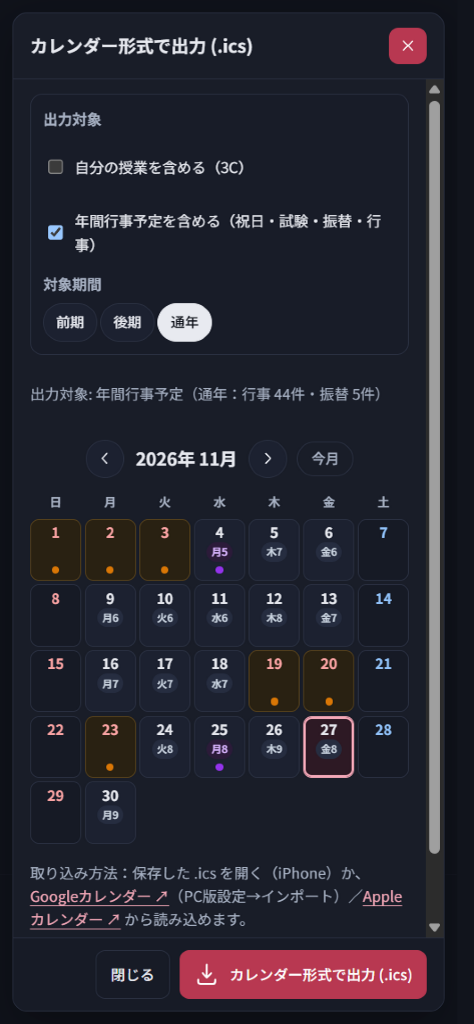 カレンダー形式で出力 (.ics)
出力対象
自分の授業を含める（3C）
年間行事予定を含める（祝日・試験・振替・行
事）
対象期間
前期 後期 通年
出力対象: 年間行事予定（通年：行事 44件・振替 5件）
2026年 11月 今月
日 月 火 水 木 金 土
1 2 3 4 5 6 7
月5 木7 金6
8 9 10 11 12 13 14
月6 火6 水6 木8 金7
15 16 17 18 19 20 21
月7 火7 水7
22 23 24 25 26 27 28
火8 月8 木9 金8
29 30
月9
取り込み方法：保存した .ics を開く（iPhone）か、
Googleカレンダー ↗（PC版設定→インポート）／Apple
カレンダー ↗ から読み込めます。
閉じる カレンダー形式で出力 (.ics)